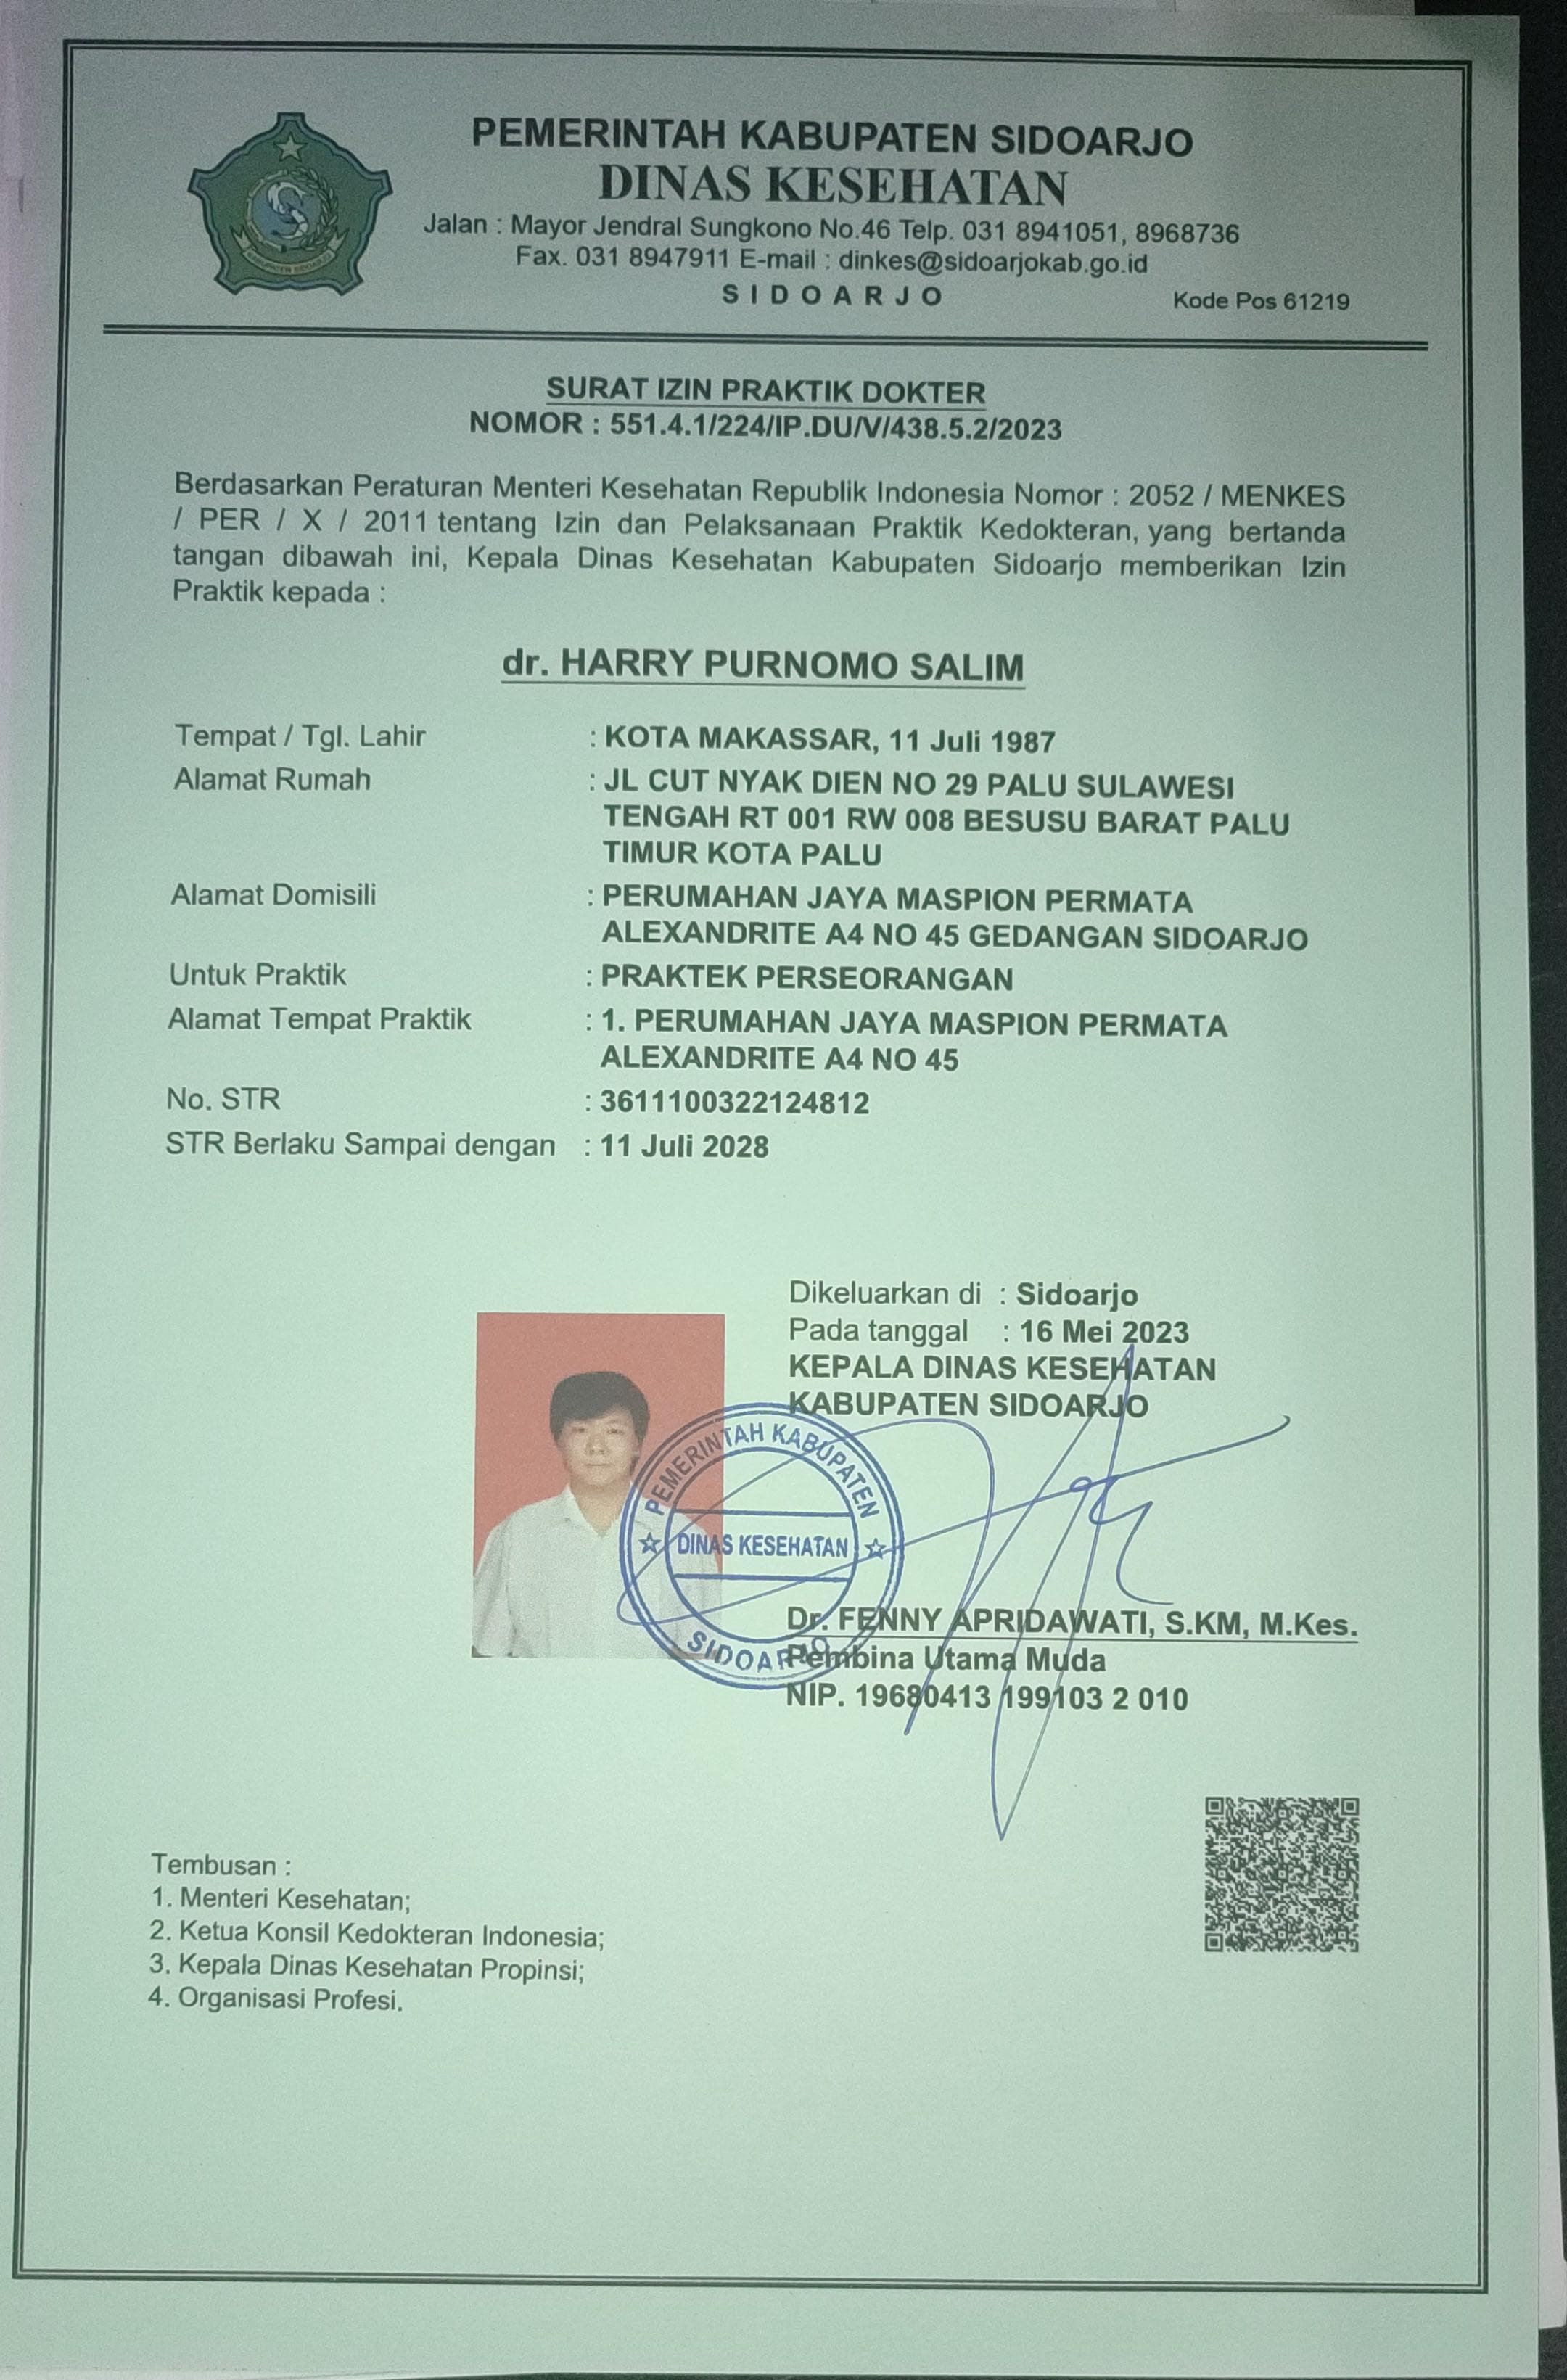 PEMERINTAH KABUPATEN SIDOARJO
DINAS KESEHATAN
Jalan : Mayor Jendral Sungkono No.46 Telp. 031 8941051, 8968736
Fax. 031 8947911 E-mail : dinkes@sidoarjokab.go.id
S I D O A R J O
Kode Pos 61219
KABUPATEN SIDOARJO
SURAT IZIN PRAKTIK DOKTER
NOMOR : 551.4.1/224/IP.DU/V/438.5.2/2023
Berdasarkan Peraturan Menteri Kesehatan Republik Indonesia Nomor : 2052 / MENKES
/ PER / X / 2011 tentang Izin dan Pelaksanaan Praktik Kedokteran, yang bertanda
tangan dibawah ini, Kepala Dinas Kesehatan Kabupaten Sidoarjo memberikan Izin
Praktik kepada :
dr. HARRY PURNOMO SALIM
Tempat / Tgl. Lahir : KOTA MAKASSAR, 11 Juli 1987
Alamat Rumah : JL CUT NYAK DIEN NO 29 PALU SULAWESI
TENGAH RT 001 RW 008 BESUSU BARAT PALU
TIMUR KOTA PALU
Alamat Domisili : PERUMAHAN JAYA MASPION PERMATA
ALEXANDRITE A4 NO 45 GEDANGAN SIDOARJO
Untuk Praktik : PRAKTEK PERSEORANGAN
Alamat Tempat Praktik : 1. PERUMAHAN JAYA MASPION PERMATA
ALEXANDRITE A4 NO 45
No. STR : 3611100322124812
STR Berlaku Sampai dengan : 11 Juli 2028
Dikeluarkan di : Sidoarjo
Pada tanggal : 16 Mei 2023
KEPALA DINAS KESEHATAN
KABUPATEN SIDOARJO
PEMERINTAH KABUPATEN
DINAS KESEHATAN
SIDOARJO
Dr. FENNY APRIDAWATI, S.KM, M.Kes.
Pembina Utama Muda
NIP. 19680413 199103 2 010
Tembusan :
1. Menteri Kesehatan;
2. Ketua Konsil Kedokteran Indonesia;
3. Kepala Dinas Kesehatan Propinsi;
4. Organisasi Profesi.